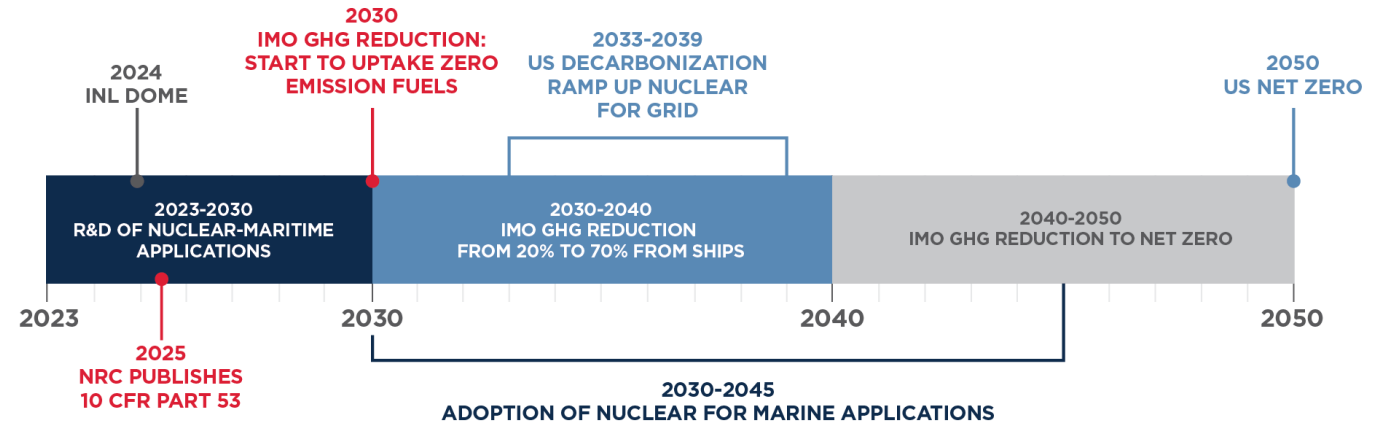 2030
IMO GHG REDUCTION:
START TO UPTAKE ZERO
EMISSION FUELS
2033-2039
US DECARBONIZATION
RAMP UP NUCLEAR
FOR GRID
2024
INL DOME
2050
US NET ZERO
2023-2030
R&D OF NUCLEAR-MARITIME
APPLICATIONS
2030-2040
IMO GHG REDUCTION
FROM 20% TO 70% FROM SHIPS
2040-2050
IMO GHG REDUCTION TO NET ZERO
2023
2030
2040
2050
2025
NRC PUBLISHES
10 CFR PART 53
2030-2045
ADOPTION OF NUCLEAR FOR MARINE APPLICATIONS